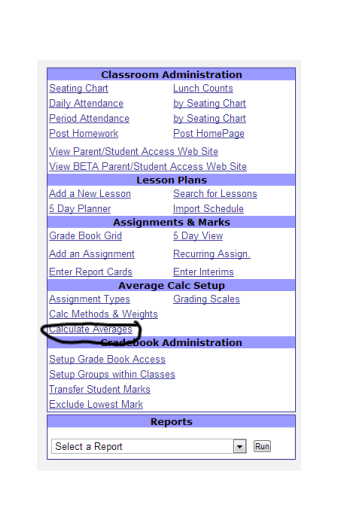 Classroom Administration
Seating Chart Lunch Counts
Daily Attendance by Seating Chart
Period Attendance by Seating Chart
Post Homework Post HomePage
View Parent/Student Access Web Site
View BETA Parent/Student Access Web Site
Lesson Plans
Add a New Lesson Search for Lessons
5 Day Planner Import Schedule
Assignments & Marks
Grade Book Grid 5 Day View
Add an Assignment Recurring Assign.
Enter Report Cards Enter Interims
Average Calc Setup
Assignment Types Grading Scales
Calc Methods & Weights
Calculate Averages
Gradebook Administration
Setup Grade Book Access
Setup Groups within Classes
Transfer Student Marks
Exclude Lowest Mark
Reports
Select a Report Run